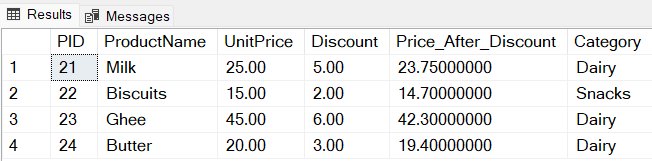 Results Messages
PID ProductName UnitPrice Discount Price_After_Discount Category
1 21 Milk 25.00 5.00 23.75000000 Dairy
2 22 Biscuits 15.00 2.00 14.70000000 Snacks
3 23 Ghee 45.00 6.00 42.30000000 Dairy
4 24 Butter 20.00 3.00 19.40000000 Dairy